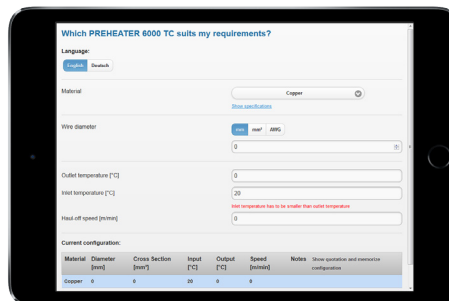 Which PREHEATER 6000 TC suits my requirements?
Language:
English Deutsch
Material
Copper
Show specifications
Wire diameter
mm mm² AWG
0
Outlet temperature [°C]
0
Inlet temperature [°C]
20
Inlet temperature has to be smaller than outlet temperature
Haul-off speed [m/min]
0
Current configuration:
Material Diameter Cross Section Input Output Speed Notes Show quotation and memorize
[mm] [mm²] [°C] [°C] [m/min] configuration
Copper 0 0 20 0 0